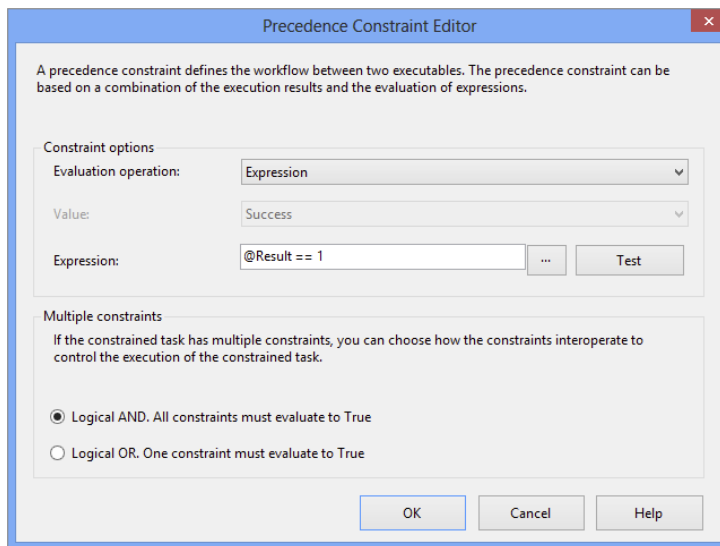 Precedence Constraint Editor
A precedence constraint defines the workflow between two executables. The precedence constraint can be
based on a combination of the execution results and the evaluation of expressions.
Constraint options
Evaluation operation: Expression
Value: Success
Expression: @Result == 1 ... Test
Multiple constraints
If the constrained task has multiple constraints, you can choose how the constraints interoperate to
control the execution of the constrained task.
Logical AND. All constraints must evaluate to True
Logical OR. One constraint must evaluate to True
OK Cancel Help